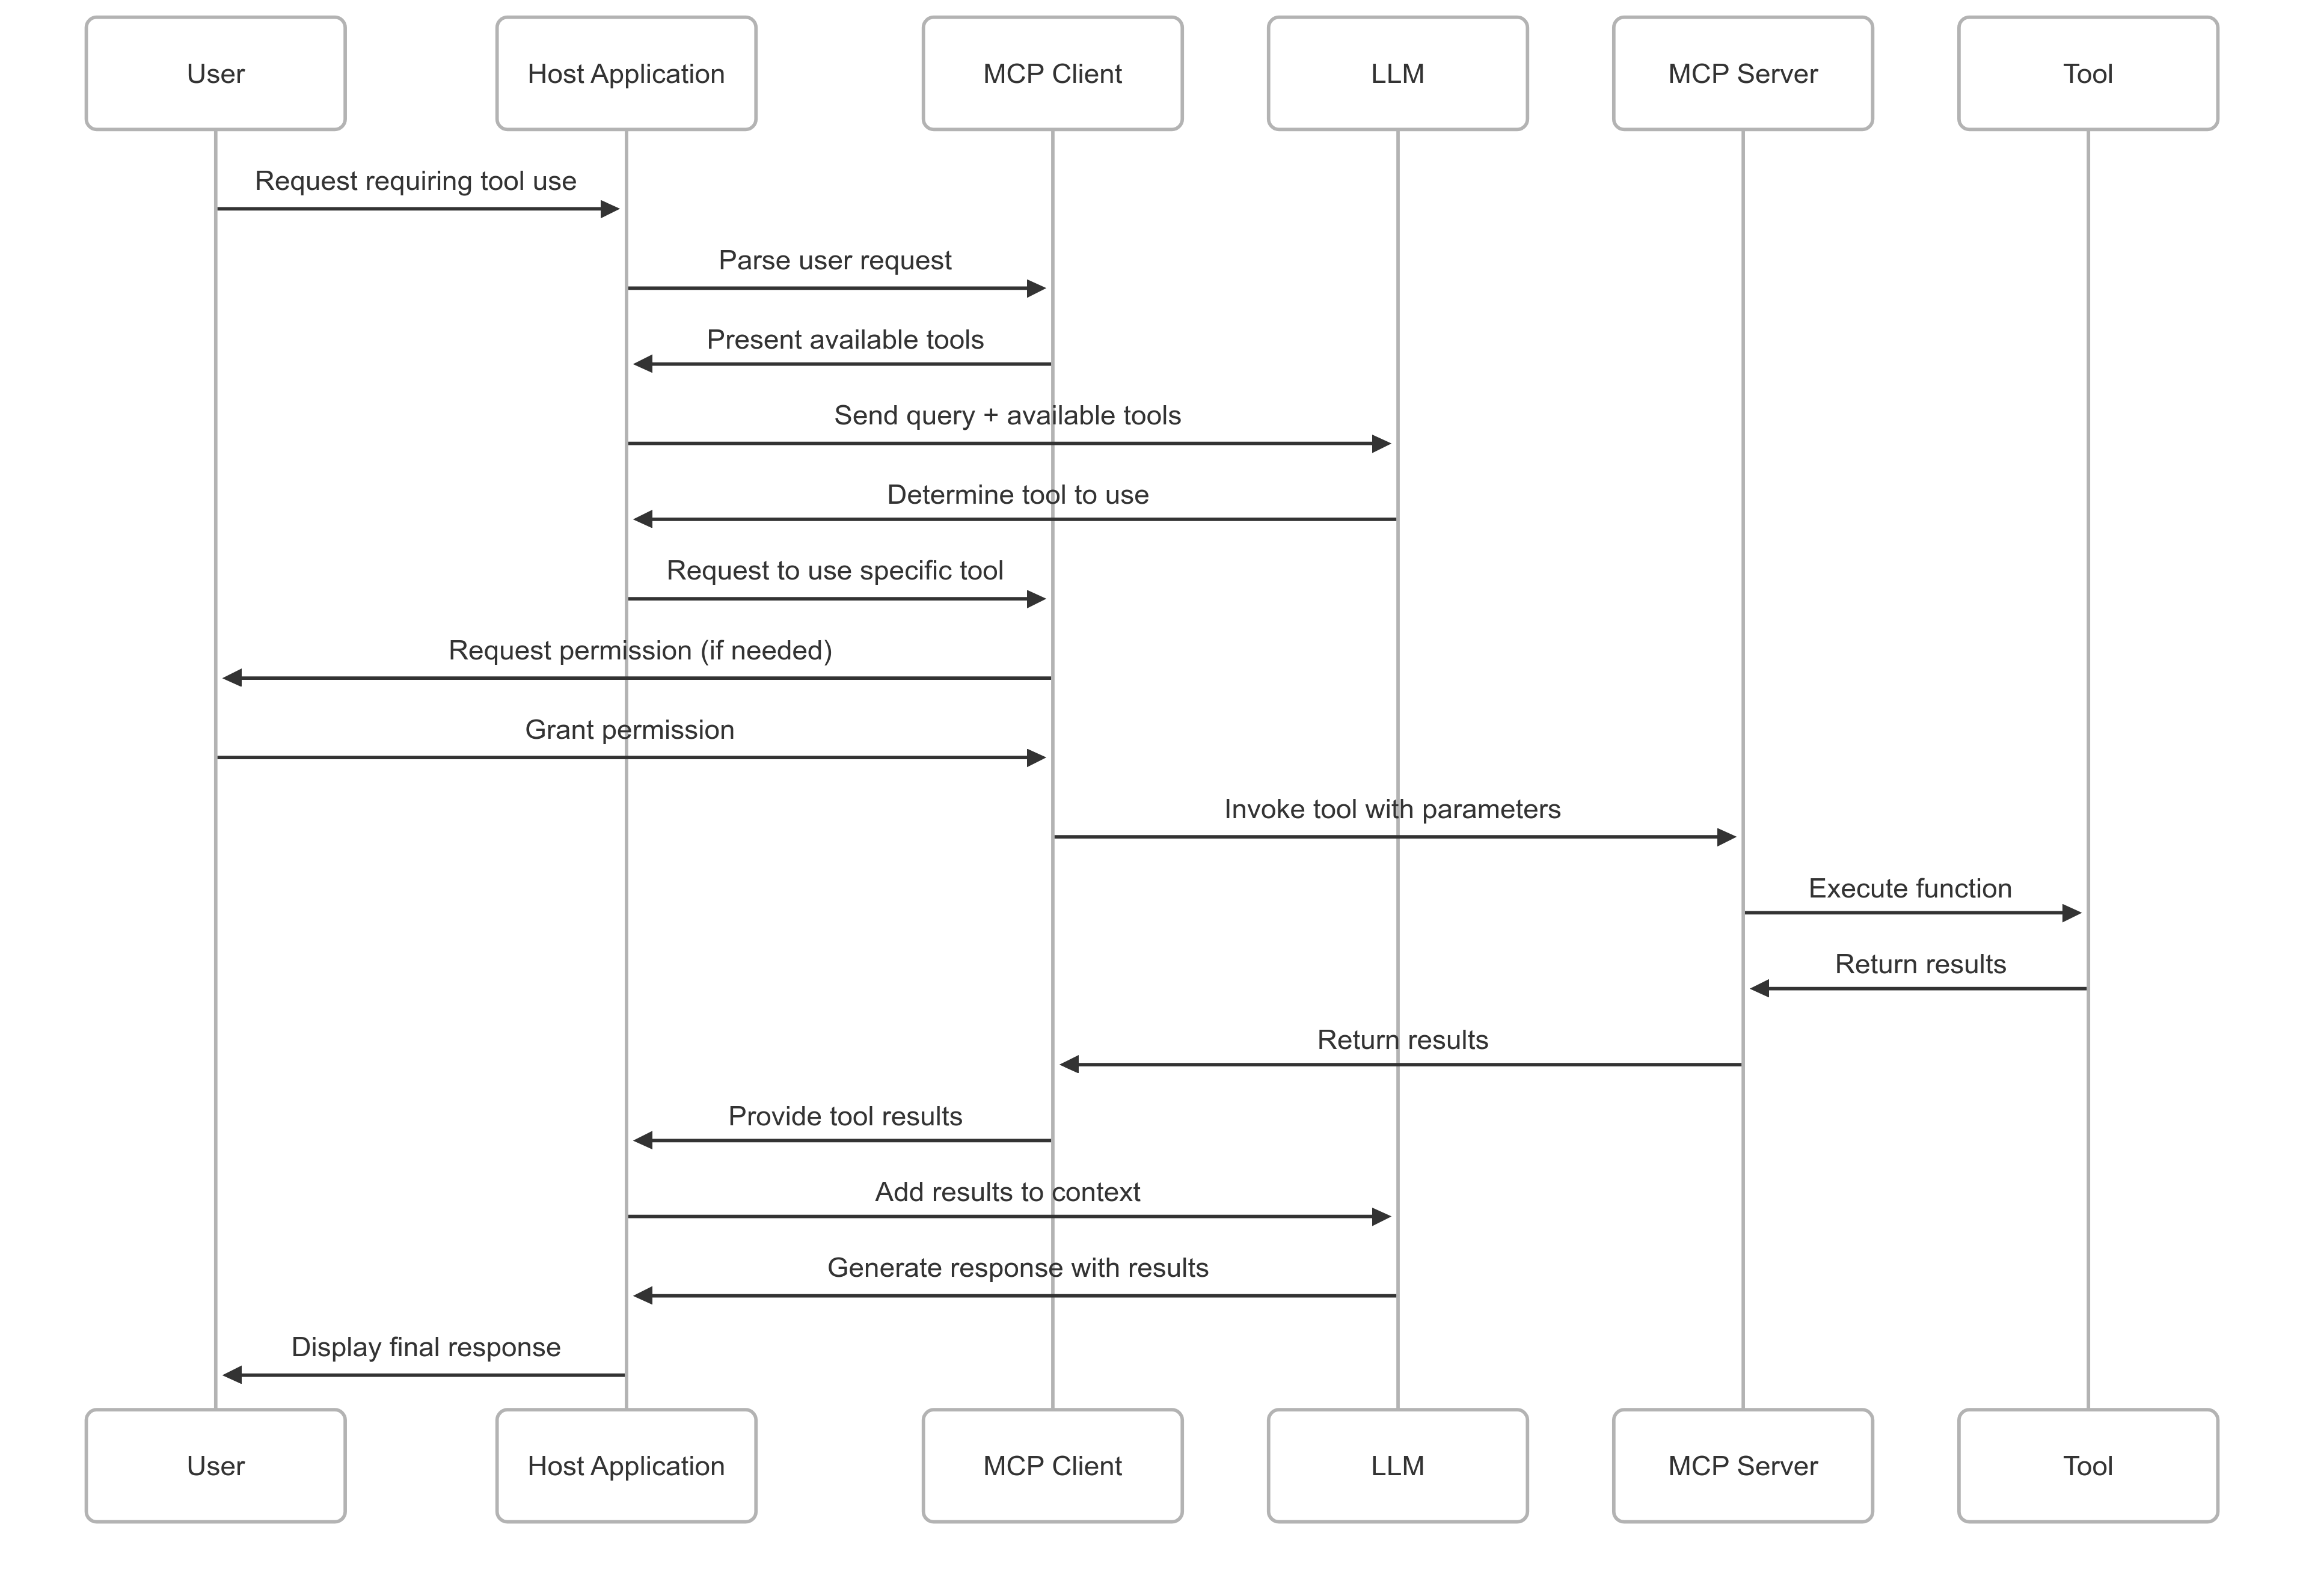 User
Host Application
MCP Client
LLM
MCP Server
Tool
Request requiring tool use
Parse user request
Present available tools
Send query + available tools
Determine tool to use
Request to use specific tool
Request permission (if needed)
Grant permission
Invoke tool with parameters
Execute function
Return results
Return results
Provide tool results
Add results to context
Generate response with results
Display final response
User
Host Application
MCP Client
LLM
MCP Server
Tool